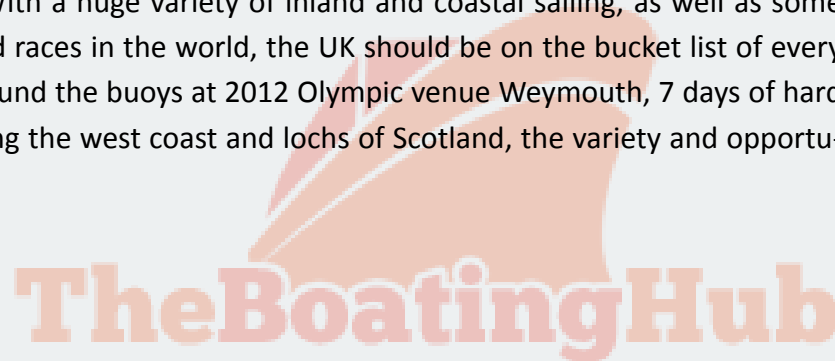 with a huge variety of inland and coastal sailing, as well as some
d races in the world, the UK should be on the bucket list of every
und the buoys at 2012 Olympic venue Weymouth, 7 days of hard
ng the west coast and lochs of Scotland, the variety and opportu-
TheBoatingHub